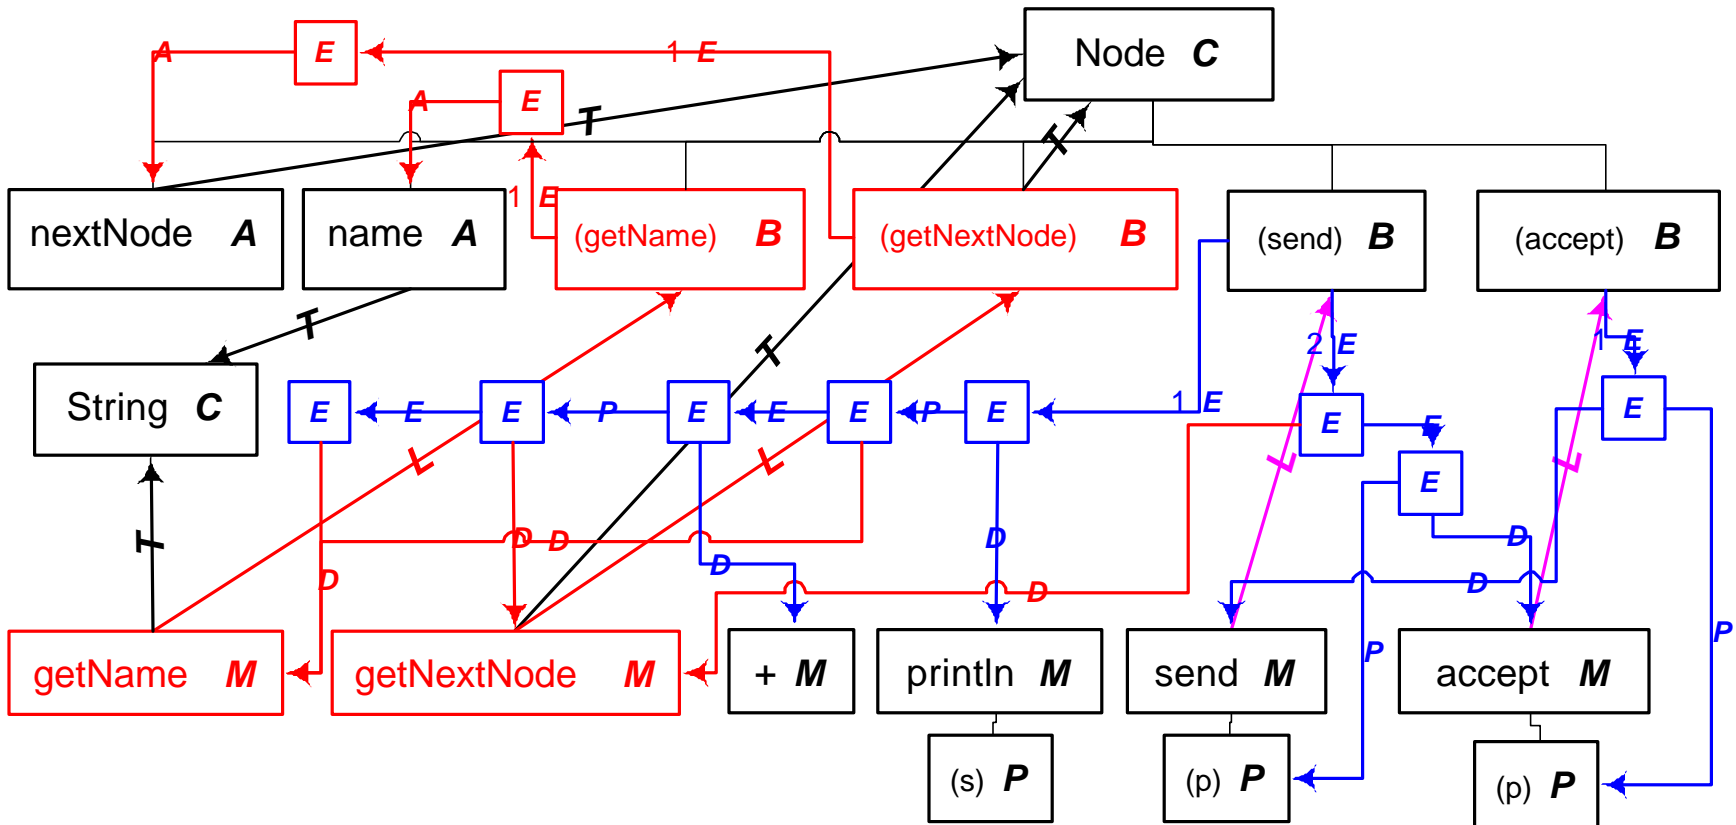 E
A
1 E
Node C
E
A
T
T
1 E
nextNode A
name A
(getName) B
(getNextNode) B
(send) B
(accept) B
T
T
2 E
1 E
String C
E
E
E
P
E
E
E
P
E
1 E
E
E
E
L
L
L
L
E
T
D
D
D
D
D
D
D
D
D
P
P
getName M
getNextNode M
+ M
println M
send M
accept M
(s) P
(p) P
(p) P